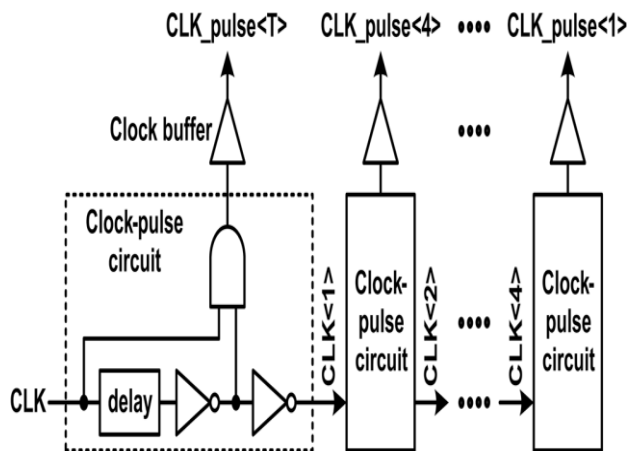 CLK_pulse<T> CLK_pulse<4> CLK_pulse<1>
Clock buffer
Clock-pulse
circuit
CLK
delay
CLK<1>
Clock-
pulse
circuit
CLK<2>
CLK<4>
Clock-
pulse
circuit